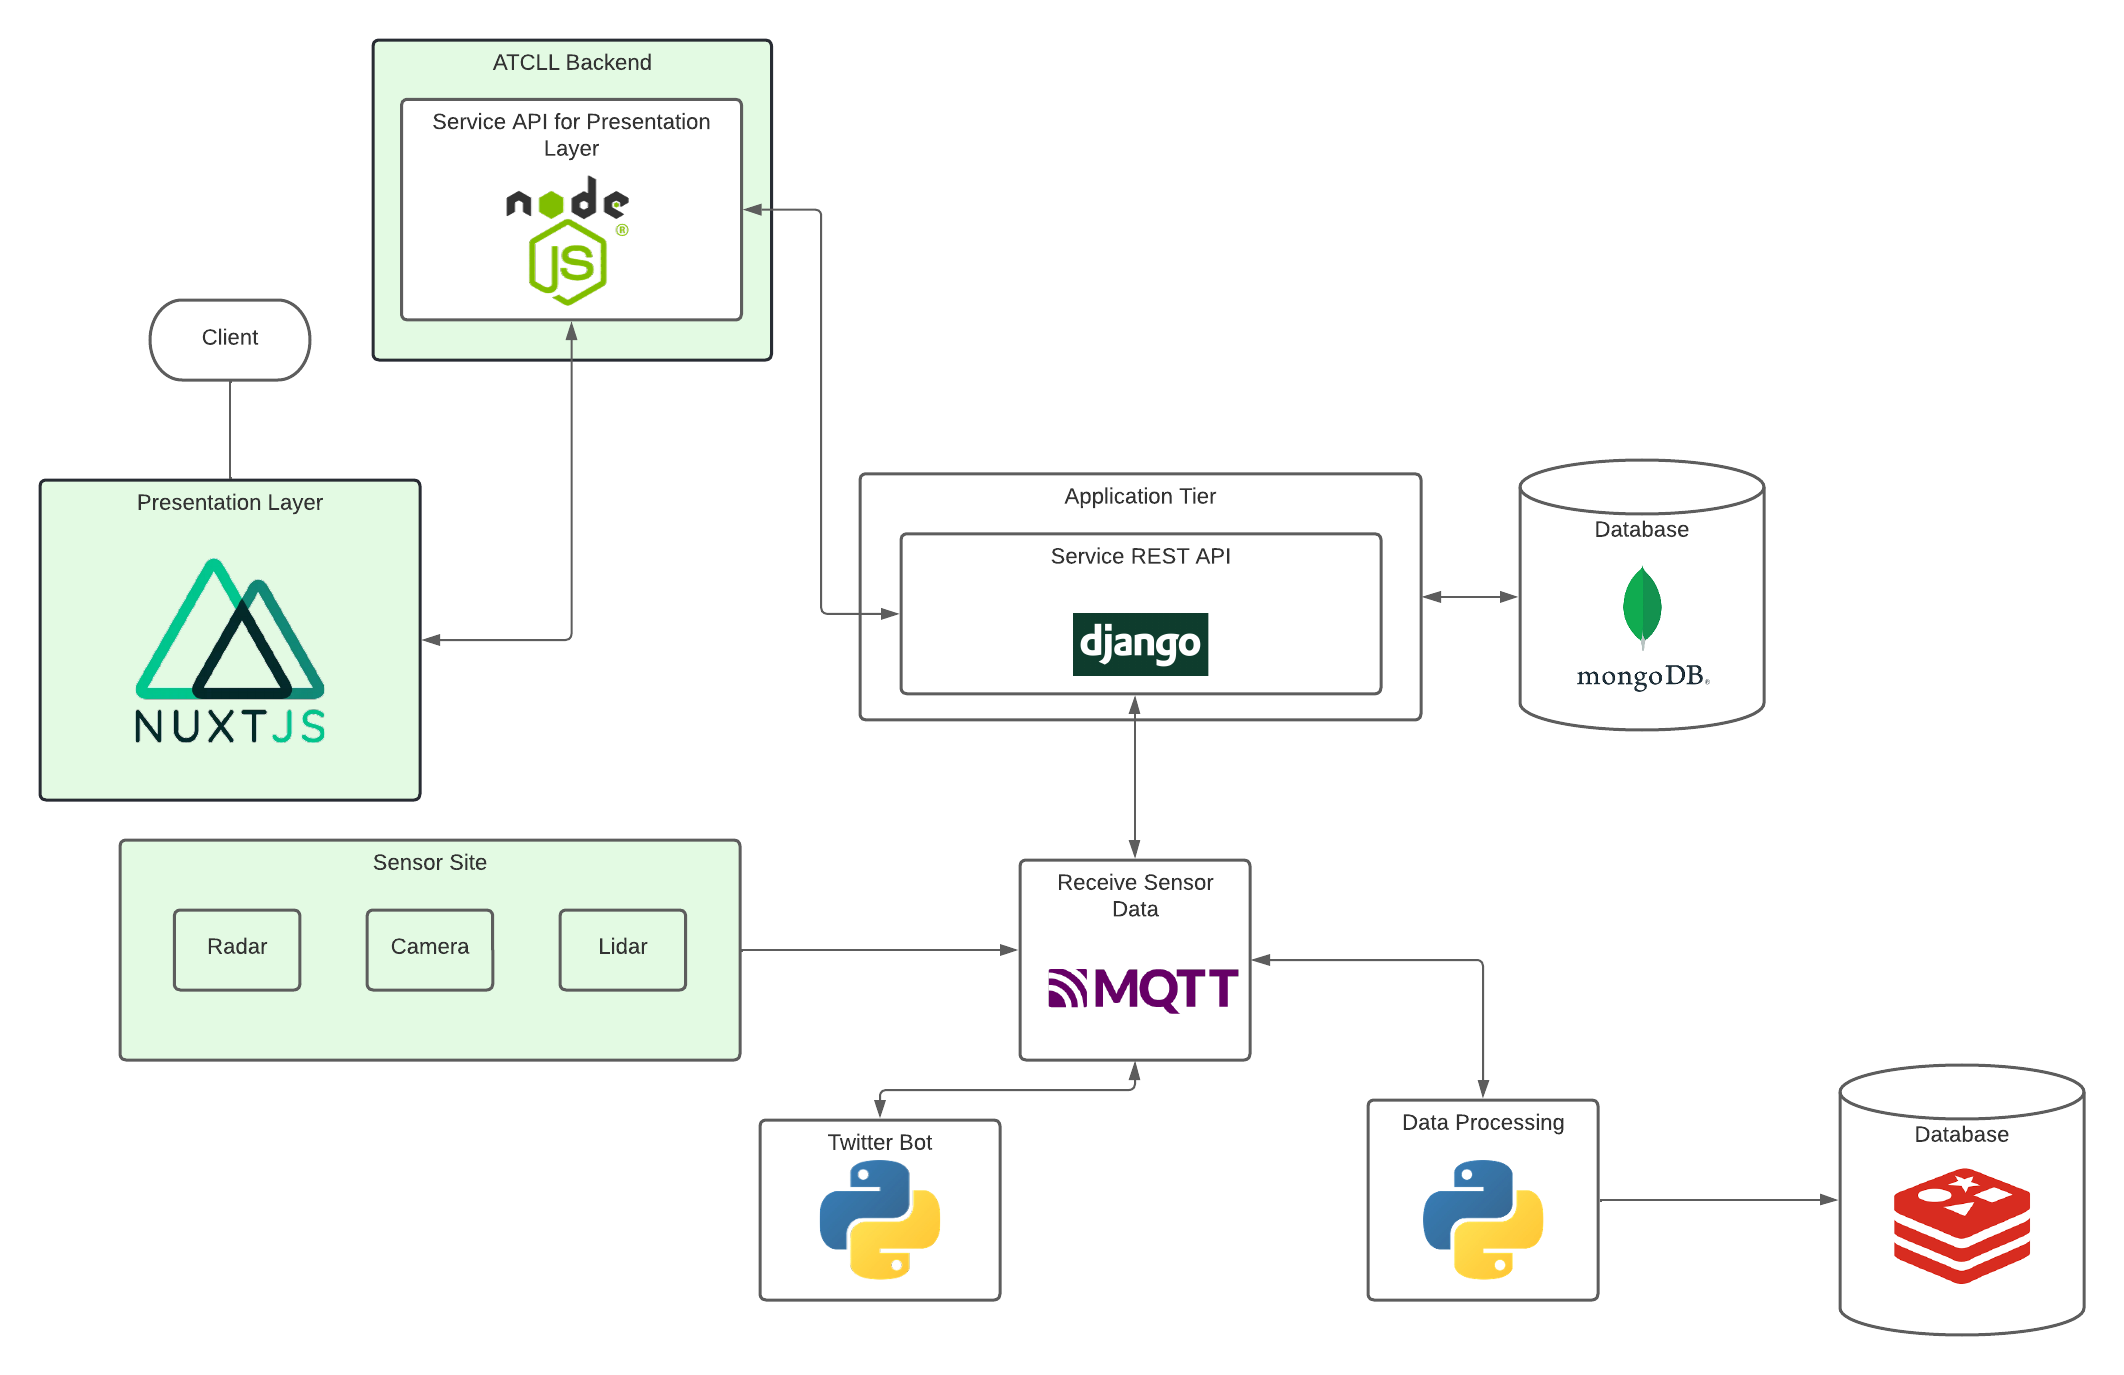 ATCLL Backend
Service API for Presentation
Layer
node
JS
®
Client
Presentation Layer
NUXTJS
Application Tier
Service REST API
django
Database
mongoDB®
Sensor Site
Radar
Camera
Lidar
Receive Sensor
Data
MQTT
Twitter Bot
Data Processing
Database